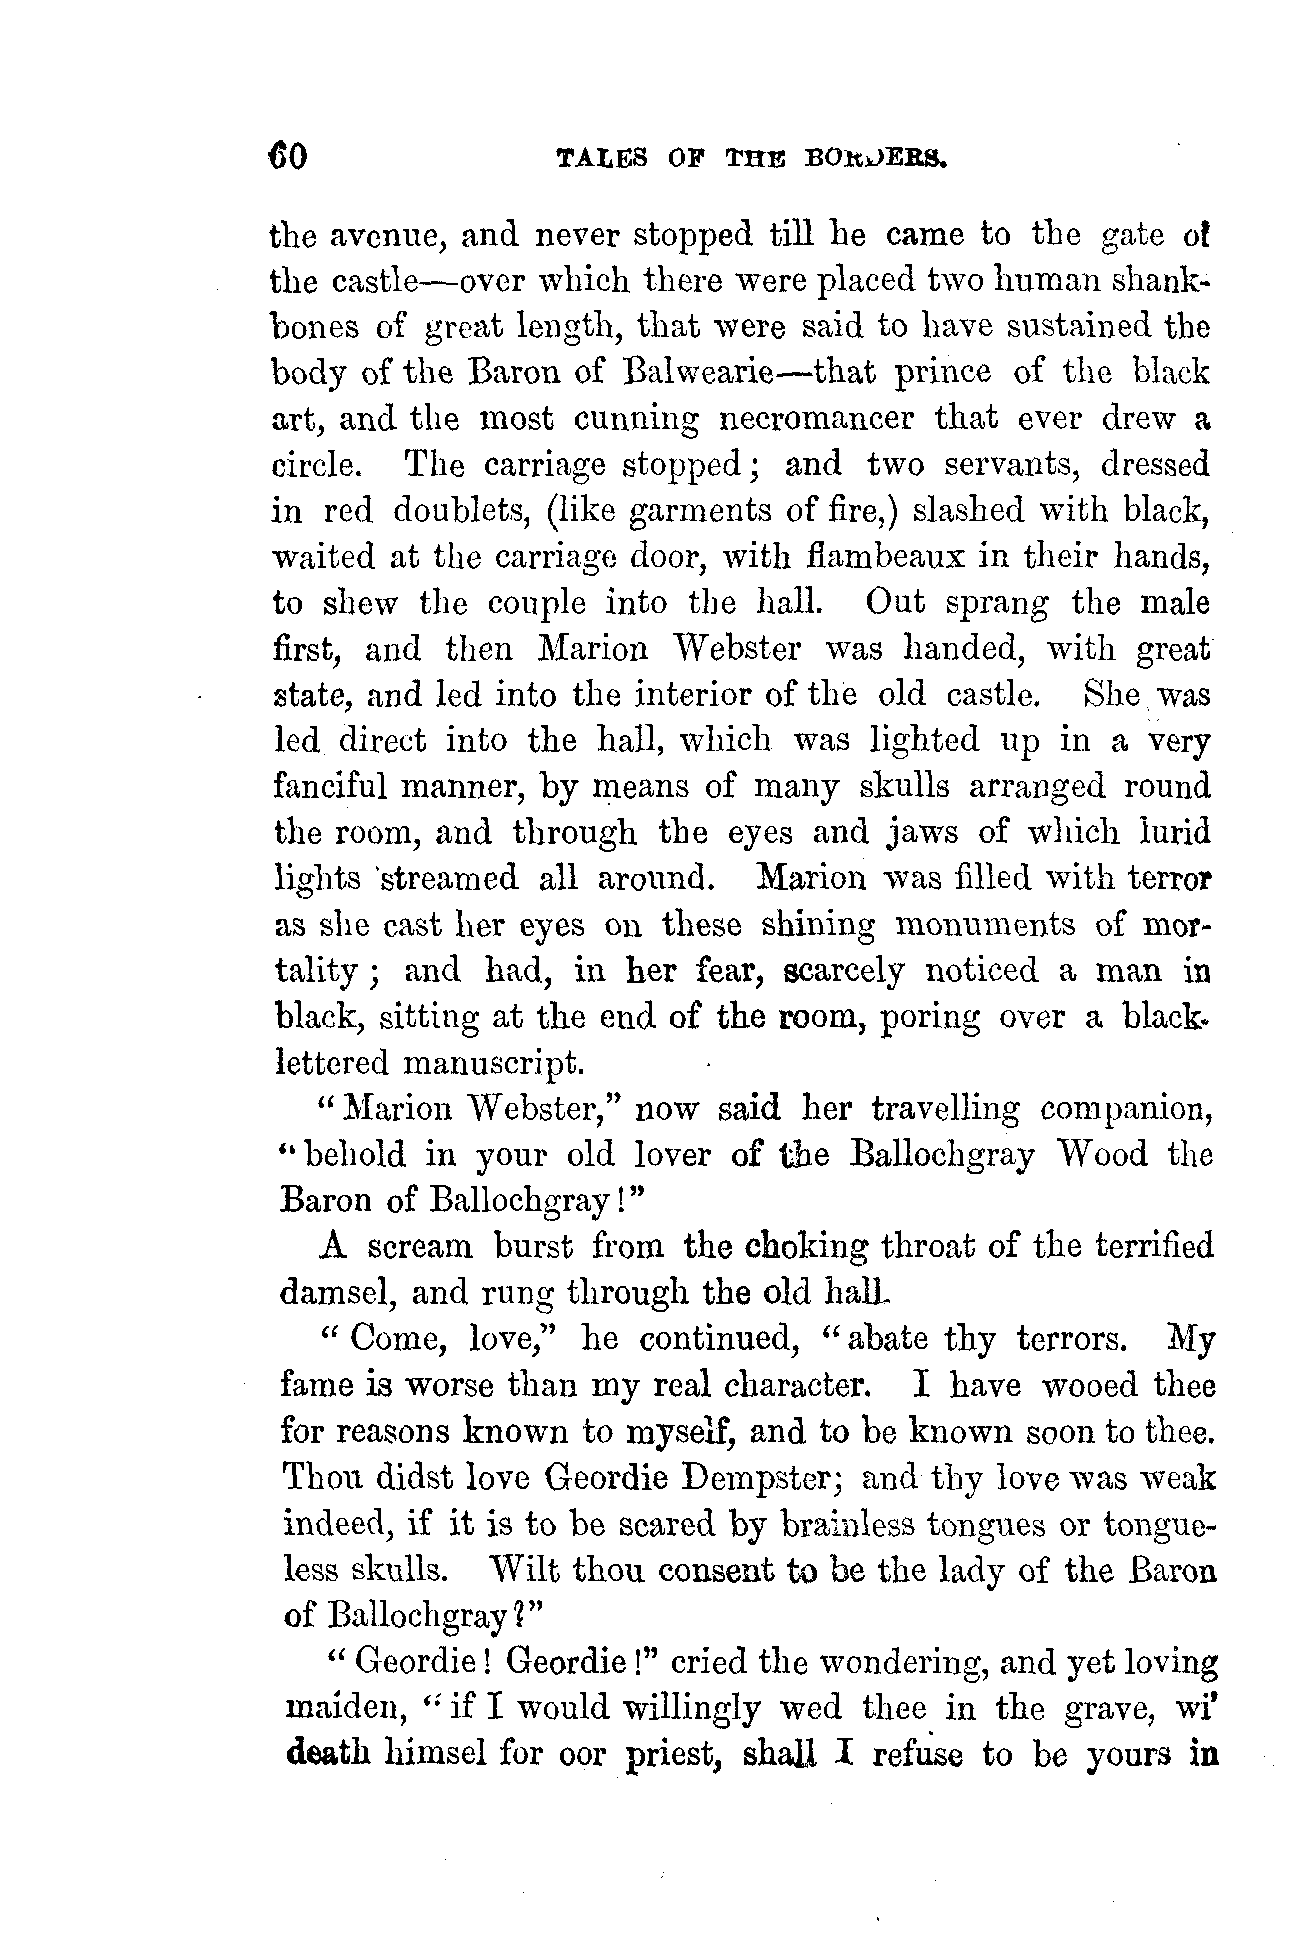 60 TALES OF THE BORDERS.
the avenue, and never stopped till he came to the gate of
the castle—over which there were placed two human shank-
bones of great length, that were said to have sustained the
body of the Baron of Balwearie—that prince of the black
art, and the most cunning necromancer that ever drew a
circle. The carriage stopped; and two servants, dressed
in red doublets, (like garments of fire,) slashed with black,
waited at the carriage door, with flambeaux in their hands,
to shew the couple into the hall. Out sprang the male
first, and then Marion Webster was handed, with great
state, and led into the interior of the old castle. She was
led direct into the hall, which was lighted up in a very
fanciful manner, by means of many skulls arranged round
the room, and through the eyes and jaws of which lurid
lights streamed all around. Marion was filled with terror
as she cast her eyes on these shining monuments of mor-
tality; and had, in her fear, scarcely noticed a man in
black, sitting at the end of the room, poring over a black-
lettered manuscript.
"Marion Webster," now said her travelling companion,
"behold in your old lover of the Ballochgray Wood the
Baron of Ballochgray!"
A scream burst from the choking throat of the terrified
damsel, and rung through the old hall.
"Come, love," he continued, "abate thy terrors. My
fame is worse than my real character. I have wooed thee
for reasons known to myself, and to be known soon to thee.
Thou didst love Geordie Dempster; and thy love was weak
indeed, if it is to be scared by brainless tongues or tongue-
less skulls. Wilt thou consent to be the lady of the Baron
of Ballochgray?"
"Geordie! Geordie!" cried the wondering, and yet loving
maiden, "if I would willingly wed thee in the grave, wi'
death himsel for oor priest, shall I refuse to be yours in